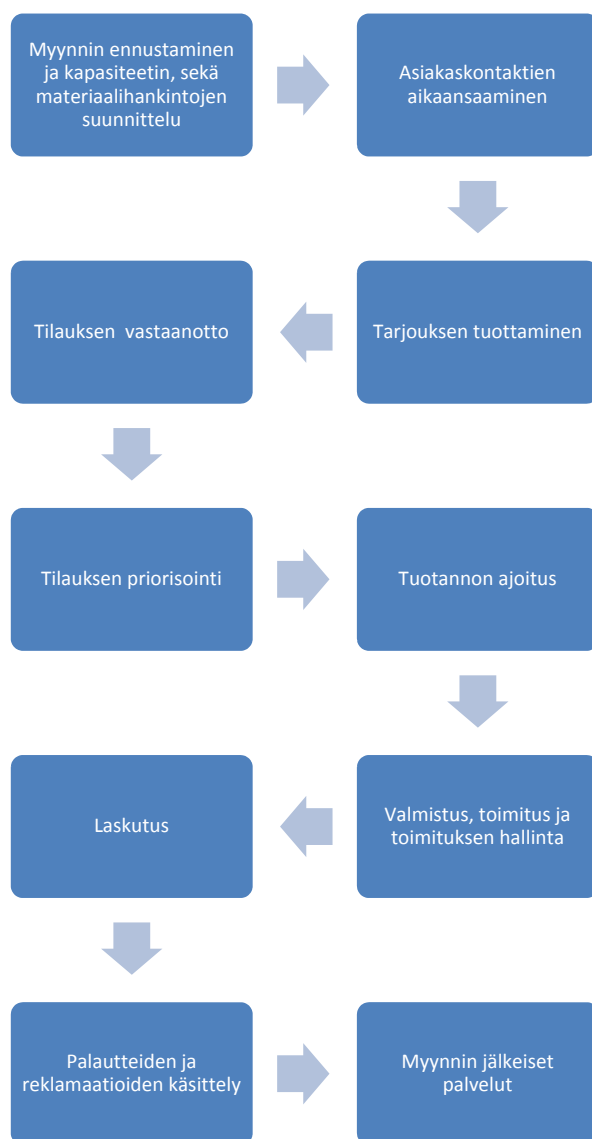 Myynnin ennustaminen
ja kapasiteetin, sekä
materiaalihankintojen
suunnittelu
Asiakaskontaktien
aikaansaaminen
Tarjouksen tuottaminen
Tilauksen vastaanotto
Tilauksen priorisointi
Tuotannon ajoitus
Valmistus, toimitus ja
toimituksen hallinta
Laskutus
Palautteiden ja
reklamaatioiden käsittely
Myynnin jälkeiset
palvelut